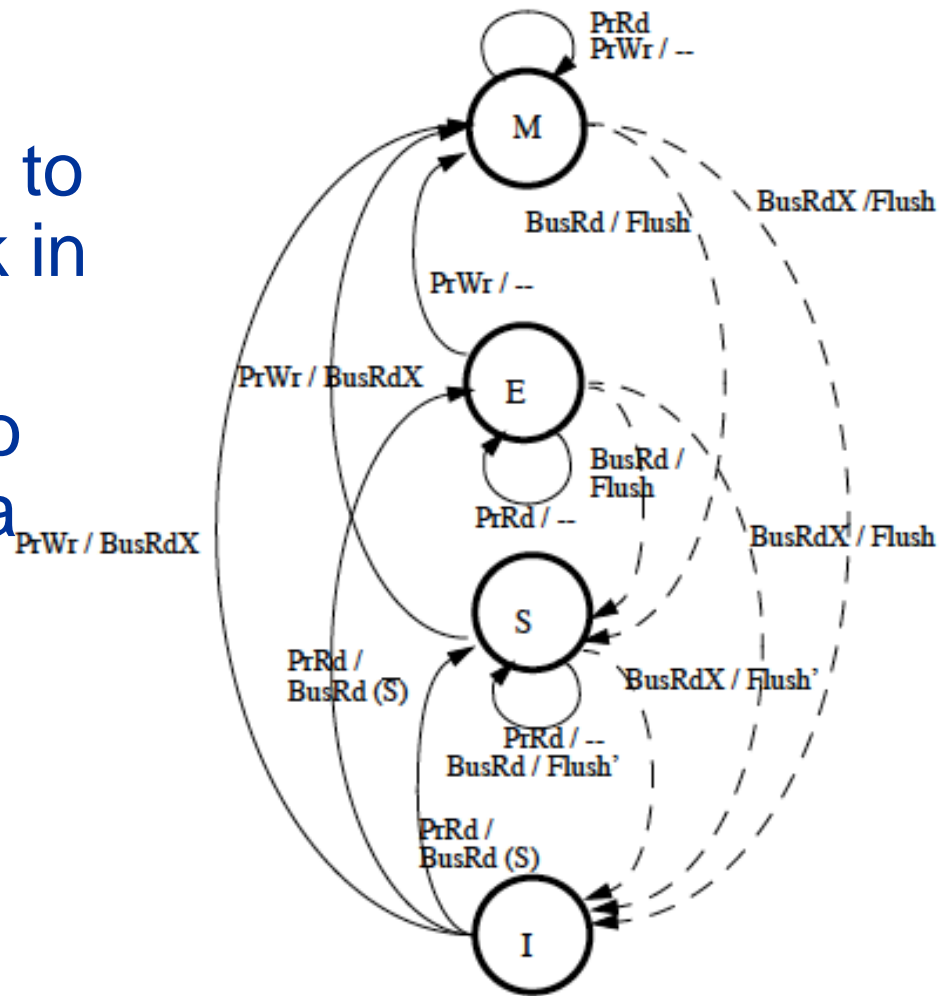 PrRd
PrWr / --
M
to
BusRdX /Flush
BusRd / Flush
in
PrWr / --
PrWr / BusRdX
E
BusRd /
Flush
PrRd / --
PrWr / BusRdX
BusRdX / Flush
S
PrRd /
BusRd (S̅)
BusRdX / Flush’
PrRd / --
BusRd / Flush’
PrRd /
BusRd (S)
I